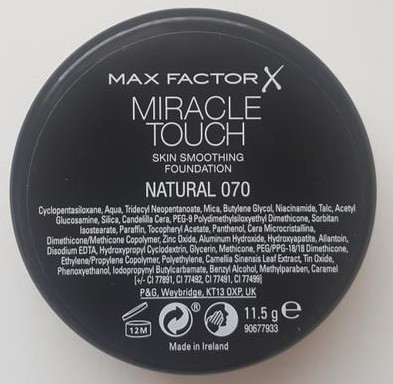 MAX FACTOR X
MIRACLE
TOUCH
SKIN SMOOTHING
FOUNDATION
NATURAL 070
Cyclopentasiloxane, Aqua, Tridecyl Neopentanoate, Mica, Butylene Glycol, Niacinamide, Talc, Acetyl
Glucosamine, Silica, Candelilla Cera, PEG-9 Polydimethylsiloxyethyl Dimethicone, Sorbitan
Isostearate, Paraffin, Tocopheryl Acetate, Panthenol, Cera Microcristallina,
Dimethicone/Methicone Copolymer, Zinc Oxide, Aluminum Hydroxide, Hydroxyapatite, Allantoin,
Disodium EDTA, Hydroxypropyl Cyclodextrin, Glycerin, Methicone, PEG/PPG-18/18 Dimethicone,
Ethylene/Propylene Copolymer, Polyethylene, Camellia Sinensis Leaf Extract, Tin Oxide,
Phenoxyethanol, Iodopropynyl Butylcarbamate, Benzyl Alcohol, Methylparaben, Caramel
[+/- CI 77891, CI 77492, CI 77491, CI 77499]
P&G, Weybridge, KT13 0XP, UK
12M ® 11.5 g e
90677933
Made in Ireland